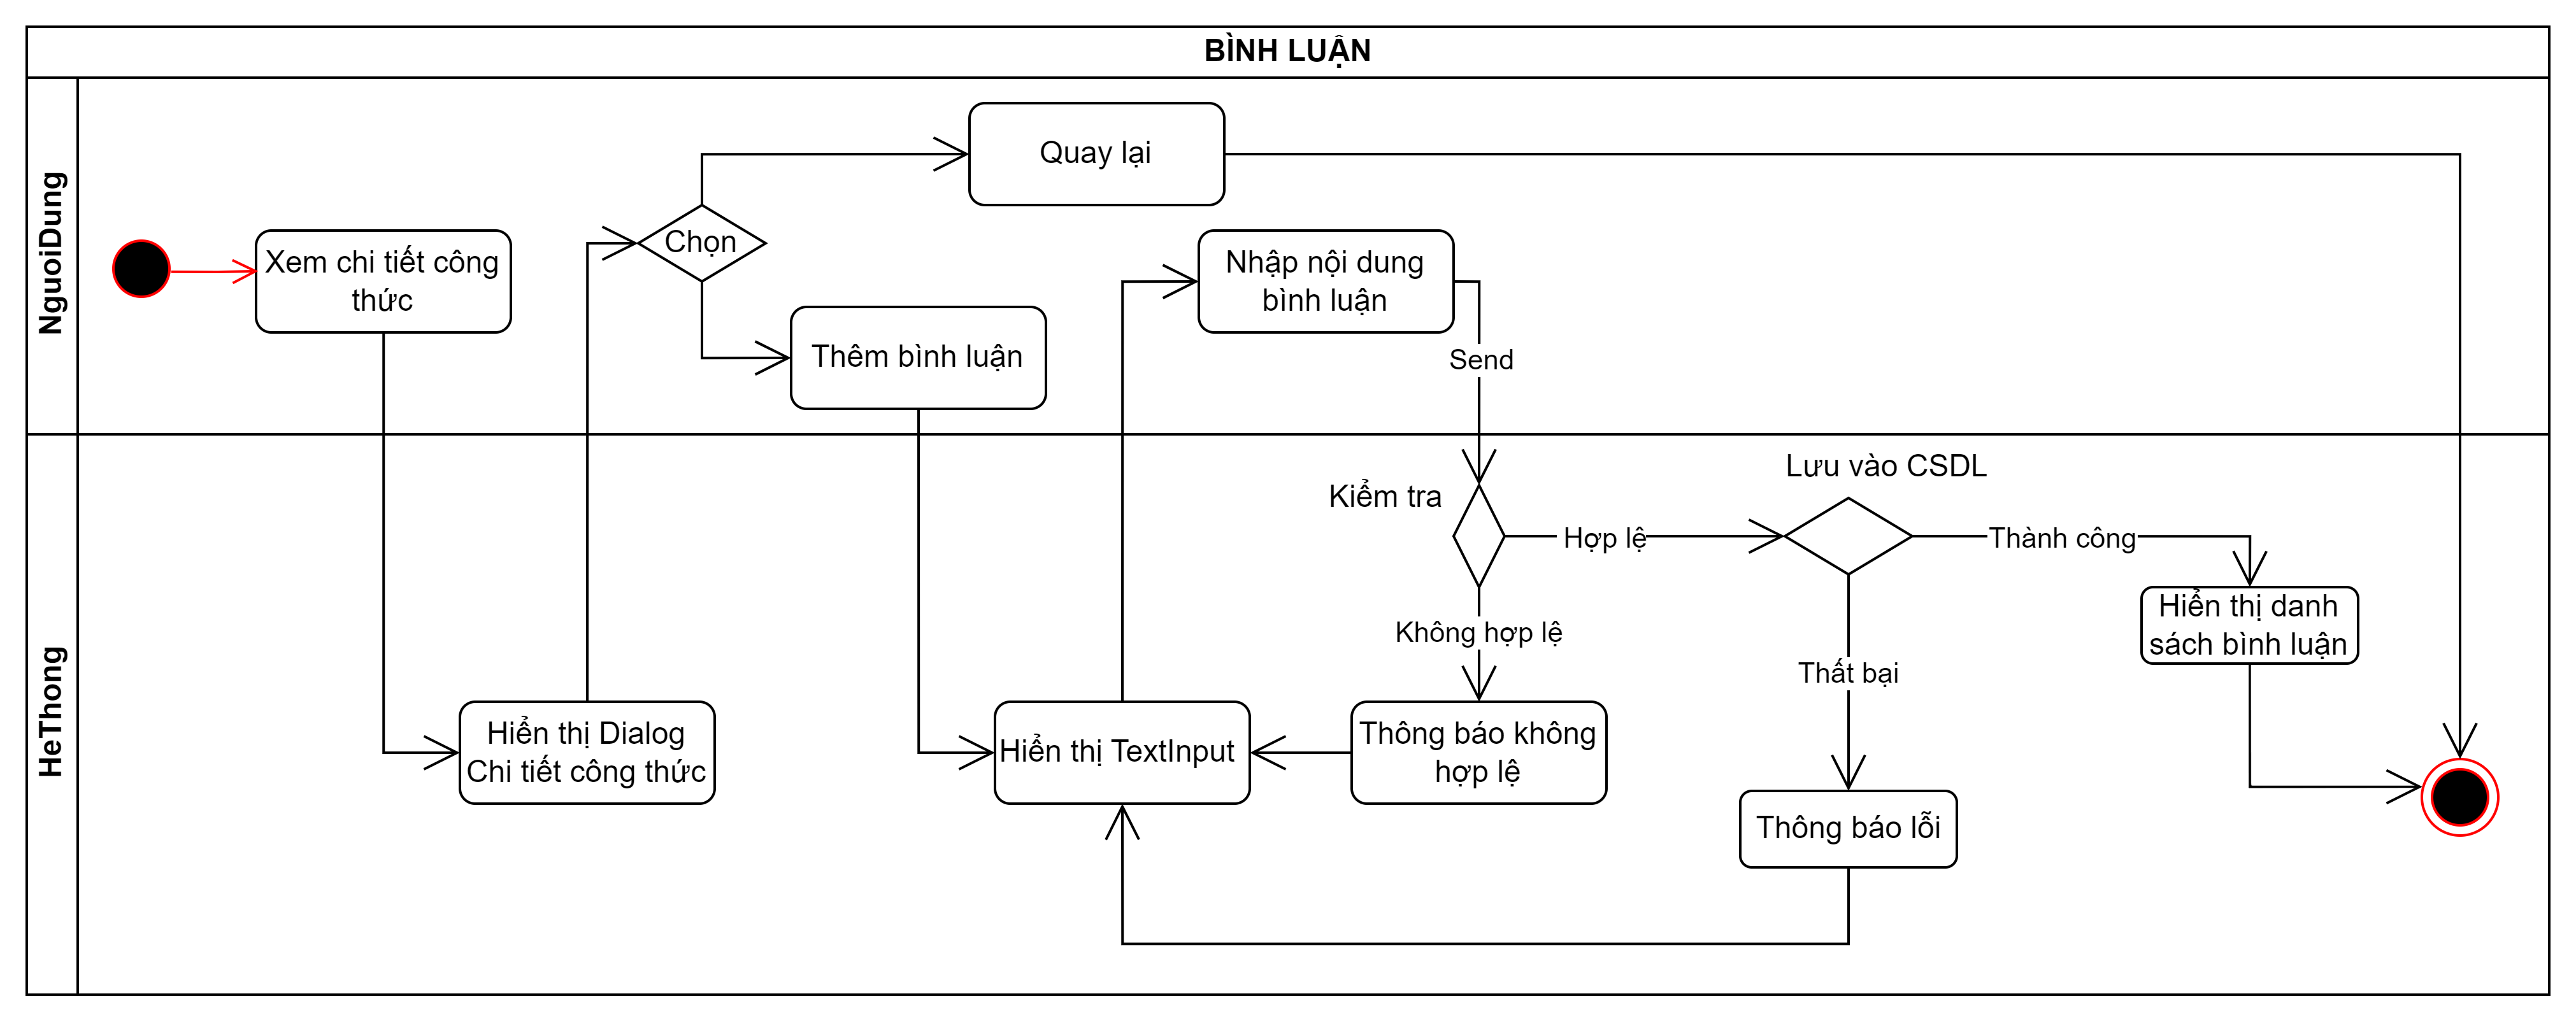 BÌNH LUẬN
NguoiDung
Quay lại
Chọn
Xem chi tiết công
thức
Nhập nội dung
bình luận
Thêm bình luận
Send
HeThong
Lưu vào CSDL
Kiểm tra
Hợp lệ
Thành công
Không hợp lệ
Hiển thị danh
sách bình luận
Thất bại
Hiển thị Dialog
Chi tiết công thức
Hiển thị TextInput
Thông báo không
hợp lệ
Thông báo lỗi